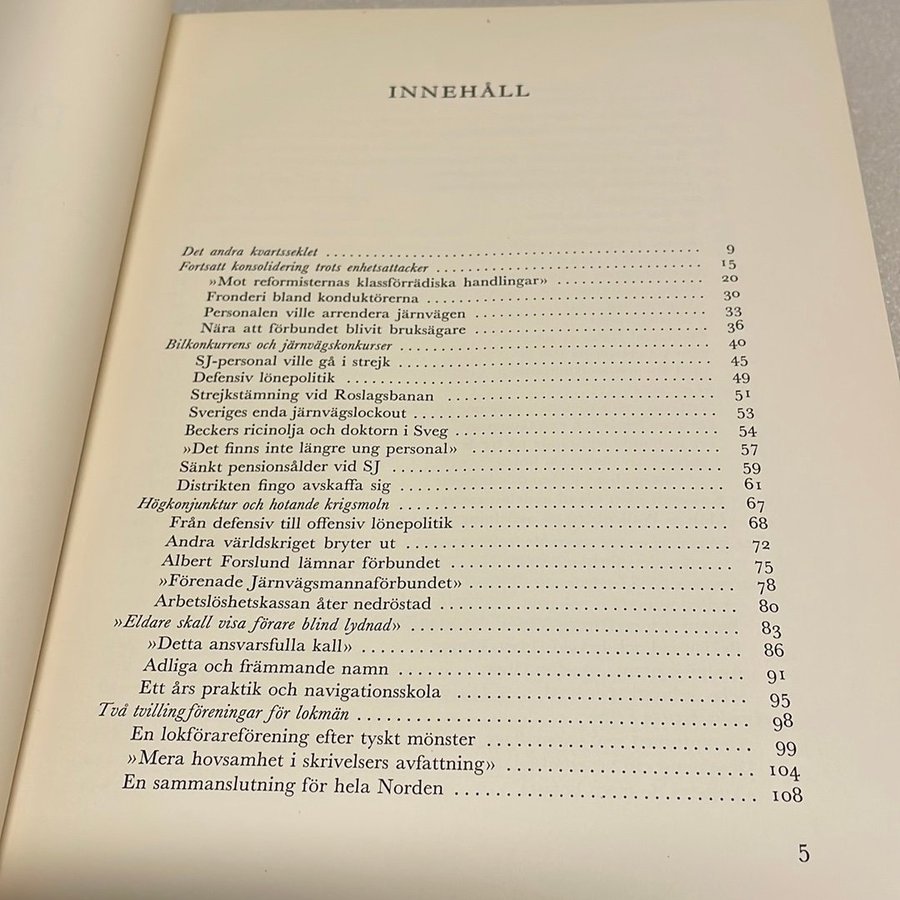 INNEHÅLL
Det andra kvartsseklet . . . . . . . . . . . . . . . . . . . . . . . . . . . . . . . . . . . . 9
Fortsatt konsolidering trots enhetsattacker . . . . . . . . . . . . . . . . . . . . . . . . . 15
»Mot reformisternas klassförrädiska handlingar» . . . . . . . . . . . . . . 20
Fronderi bland konduktörerna . . . . . . . . . . . . . . . . . . . . . . . . . . 30
Personalen ville arrendera järnvägen . . . . . . . . . . . . . . . . . . . . . . 33
Nära att förbundet blivit bruksägare . . . . . . . . . . . . . . . . . . . . . . 36
Bilkonkurrens och järnvägskonkurser . . . . . . . . . . . . . . . . . . . . . . . . . . . . 40
SJ-personal ville gå i strejk . . . . . . . . . . . . . . . . . . . . . . . . . . . . 45
Defensiv lönepolitik . . . . . . . . . . . . . . . . . . . . . . . . . . . . . . . . . 49
Strejkstämning vid Roslagsbanan . . . . . . . . . . . . . . . . . . . . . . . . 51
Sveriges enda järnvägslockout . . . . . . . . . . . . . . . . . . . . . . . . . . . 53
Beckers ricinolja och doktorn i Sveg . . . . . . . . . . . . . . . . . . . . . . . 54
»Det finns inte längre ung personal» . . . . . . . . . . . . . . . . . . . . . 57
Sänkt pensionsålder vid SJ . . . . . . . . . . . . . . . . . . . . . . . . . . . . . 59
Distrikten fingo avskaffa sig . . . . . . . . . . . . . . . . . . . . . . . . . . . . 61
Högkonjunktur och hotande krigsmoln . . . . . . . . . . . . . . . . . . . . . . . . . . . . 67
Från defensiv till offensiv lönepolitik . . . . . . . . . . . . . . . . . . . . . . . 68
Andra världskriget bryter ut . . . . . . . . . . . . . . . . . . . . . . . . . . . . 72
Albert Forslund lämnar förbundet . . . . . . . . . . . . . . . . . . . . . . . . 75
»Förenade Järnvägsmannaförbundet» . . . . . . . . . . . . . . . . . . . . . . 78
Arbetslöshetskassan åter nedröstad . . . . . . . . . . . . . . . . . . . . . . . . 80
»Eldare skall visa förare blind lydnad» . . . . . . . . . . . . . . . . . . . . . . . . . . . 83
»Detta ansvarsfulla kall» . . . . . . . . . . . . . . . . . . . . . . . . . . . . . . 86
Adliga och främmande namn . . . . . . . . . . . . . . . . . . . . . . . . . . . 91
Ett års praktik och navigationsskola . . . . . . . . . . . . . . . . . . . . . . . 95
Två tvillingföreningar för lokmän . . . . . . . . . . . . . . . . . . . . . . . . . . . . . . 98
En lokförareförening efter tyskt mönster . . . . . . . . . . . . . . . . . . . . 99
»Mera hovsamhet i skrivelsers avfattning» . . . . . . . . . . . . . . . . . . . 104
En sammanslutning för hela Norden . . . . . . . . . . . . . . . . . . . . . . . 108
5